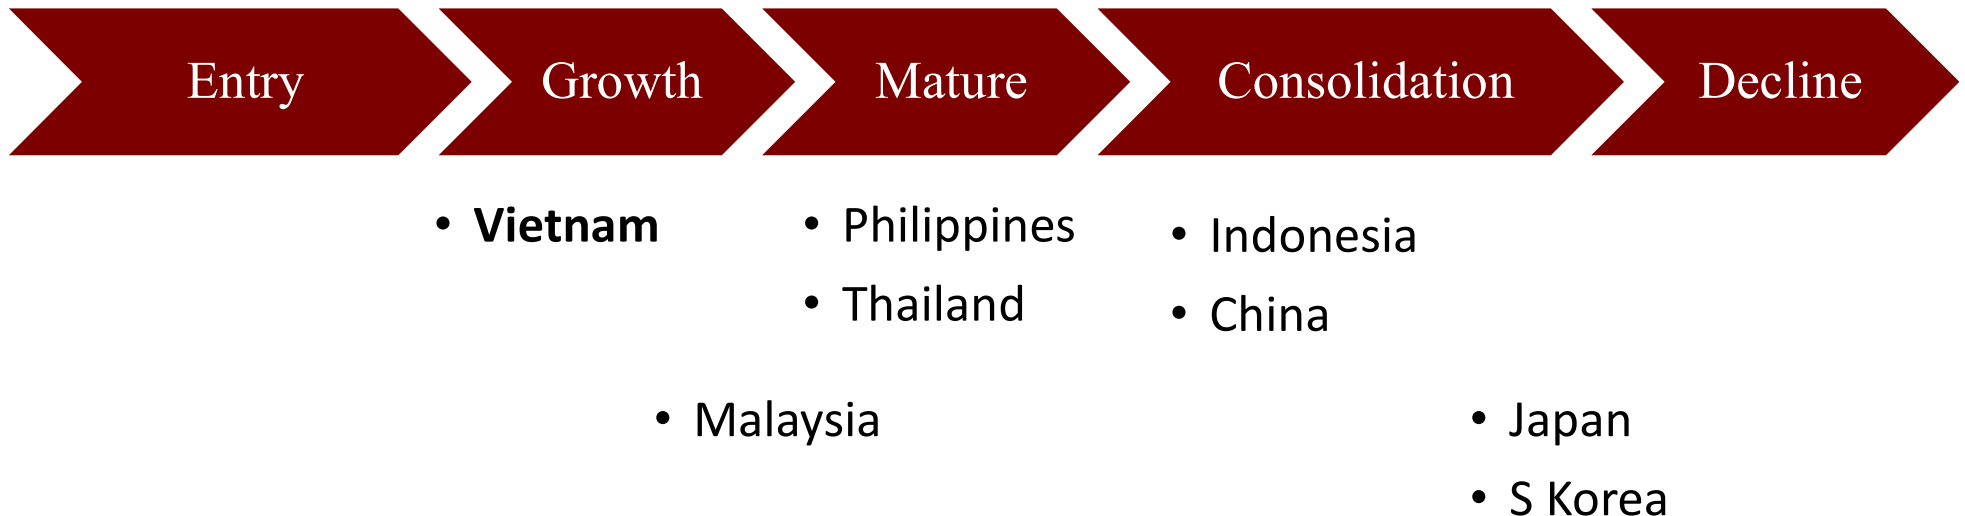 Entry
Growth
Mature
Consolidation
Decline
• Vietnam
• Philippines
• Thailand
• Indonesia
• China
• Malaysia
• Japan
• S Korea